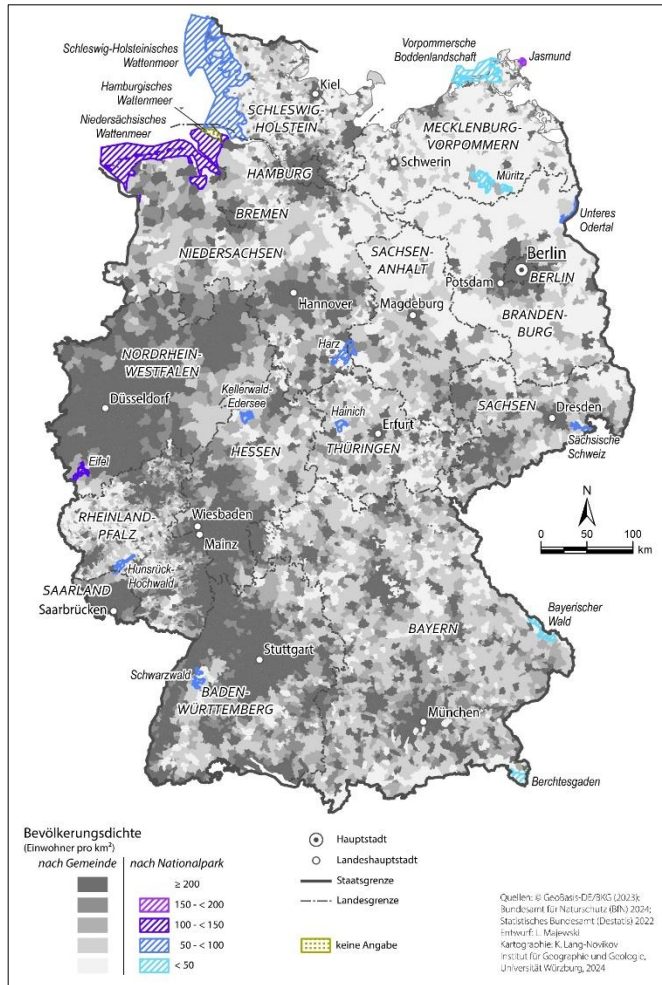 Schleswig-Holsteinisches
Wattenmeer
Hamburgisches
Wattenmeer
Niedersächsisches
Wattenmeer
Vorpommersche
Boddenlandschaft
Jasmund
Kiel
SCHLESWIG-
HOLSTEIN
MECKLENBURG-
VORPOMMERN
Schwerin
HAMBURG
Müritz
BREMEN
Unteres
Odertal
NIEDERSACHSEN
SACHSEN-
ANHALT
Berlin
BERLIN
Potsdam
Hannover
Magdeburg
BRANDEN-
BURG
NORDRHEIN-
WESTFALEN
Harz
Düsseldorf
Kellerwald-
Edersee
Hainich
Erfurt
SACHSEN
Dresden
HESSEN
THÜRINGEN
Sächsische
Schweiz
Eifel
RHEINLAND-
PFALZ
Wiesbaden
Mainz
N
0 50 100
km
Hunsrück-
Hochwald
SAARLAND
Saarbrücken
Bayerischer
Wald
BAYERN
Stuttgart
Schwarzwald
BADEN-
WÜRTTEMBERG
München
Berchtesgaden
Bevölkerungsdichte
(Einwohner pro km²)
nach Gemeinde
nach Nationalpark
≥ 200
150 - < 200
100 - < 150
50 - < 100
< 50
Hauptstadt
Landeshauptstadt
Staatsgrenze
Landesgrenze
keine Angabe
Quellen: © GeoBasis-DE/BKG (2023);
Bundesamt für Naturschutz (BfN) 2024;
Statistisches Bundesamt (Destatis) 2022
Entwurf: L. Majewski
Kartographie: K. Lang-Novikov
Institut für Geographie und Geologie,
Universität Würzburg, 2024